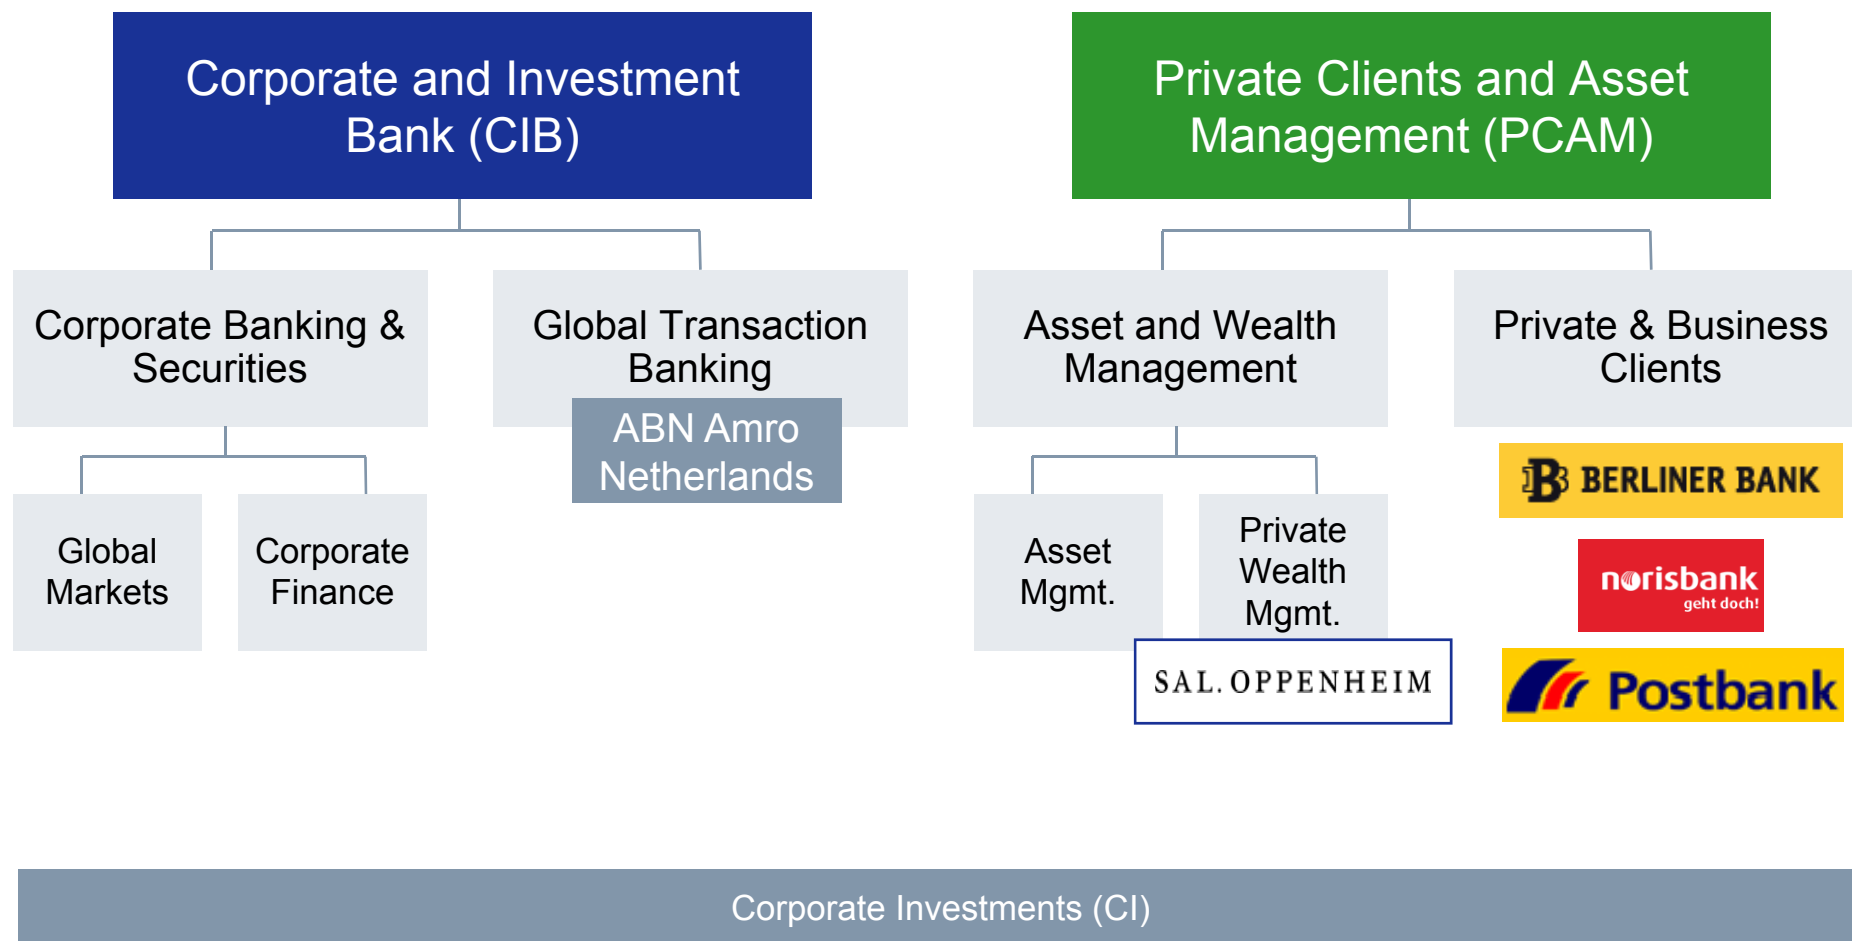 Corporate and Investment
Bank (CIB)
Private Clients and Asset
Management (PCAM)
Corporate Banking &
Securities
Global Transaction
Banking
Asset and Wealth
Management
Private & Business
Clients
ABN Amro
Netherlands
Global
Markets
Corporate
Finance
Asset
Mgmt.
Private
Wealth
Mgmt.
SAL. OPPENHEIM
B BERLINER BANK
norisbank
geht doch!
Postbank
Corporate Investments (CI)